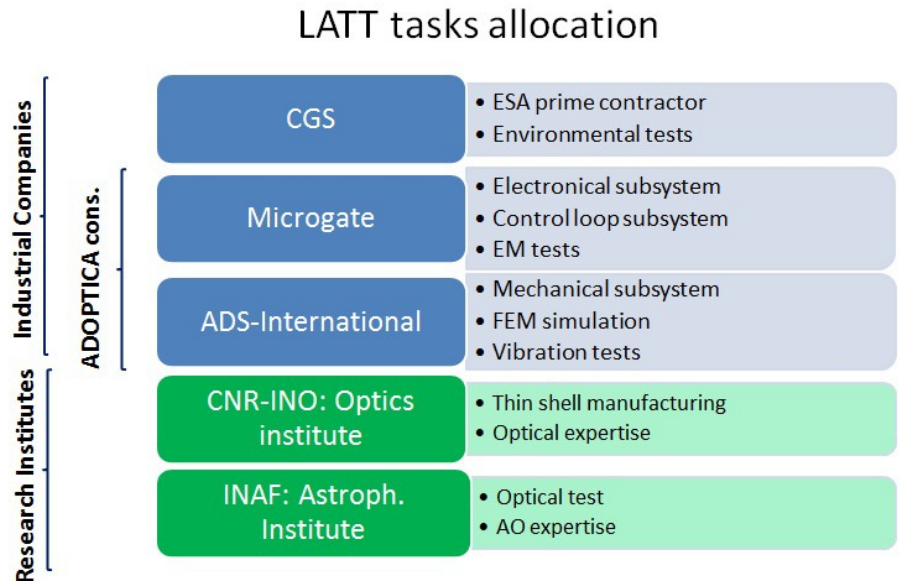 LATT tasks allocation
Industrial Companies
ADOPTICA cons.
CGS
• ESA prime contractor
• Environmental tests
Microgate
• Electronical subsystem
• Control loop subsystem
• EM tests
ADS-International
• Mechanical subsystem
• FEM simulation
• Vibration tests
Research Institutes
CNR-INO: Optics
institute
• Thin shell manufacturing
• Optical expertise
INAF: Astroph.
Institute
• Optical test
• AO expertise